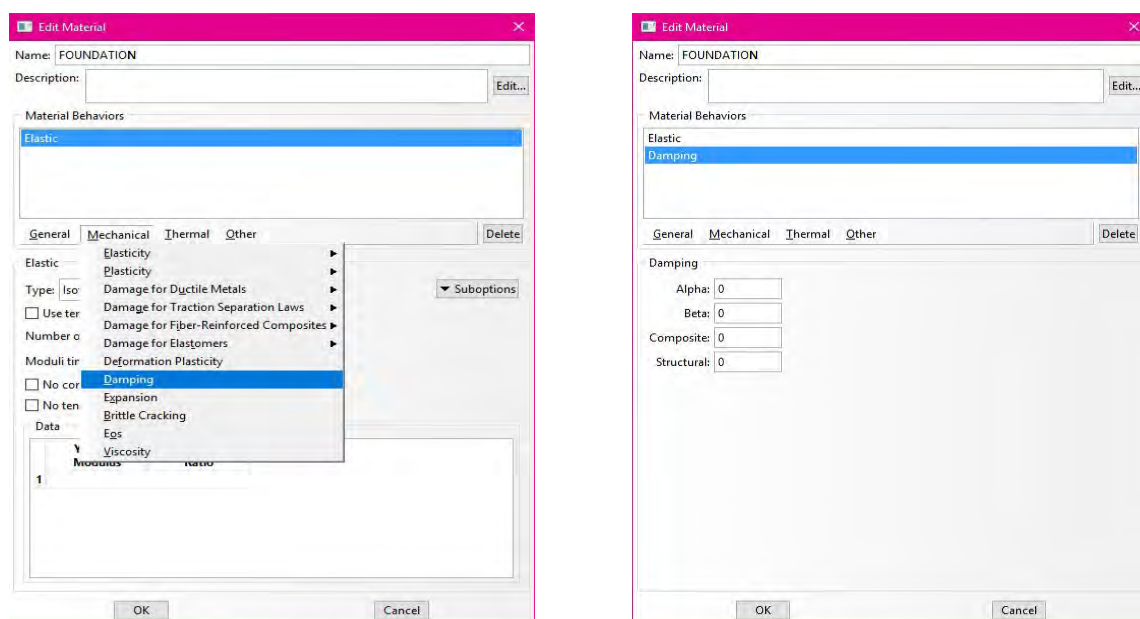 Edit Material
Name: FOUNDATION
Description:
Edit...
Material Behaviors
Elastic
General Mechanical Thermal Other Delete
Elasticity
Plasticity
Damage for Ductile Metals
Damage for Traction Separation Laws
Damage for Fiber-Reinforced Composites
Damage for Elastomers
Deformation Plasticity
Damping
Expansion
Brittle Cracking
Eos
Viscosity
Elastic
Type: Iso
Suboptions
Use ter
Number o
Moduli tir
No cor
No ten
Data
Y
Modulus Ratio
1
OK Cancel
Edit Material
Name: FOUNDATION
Description:
Edit...
Material Behaviors
Elastic
Damping
General Mechanical Thermal Other Delete
Damping
Alpha: 0
Beta: 0
Composite: 0
Structural: 0
OK Cancel